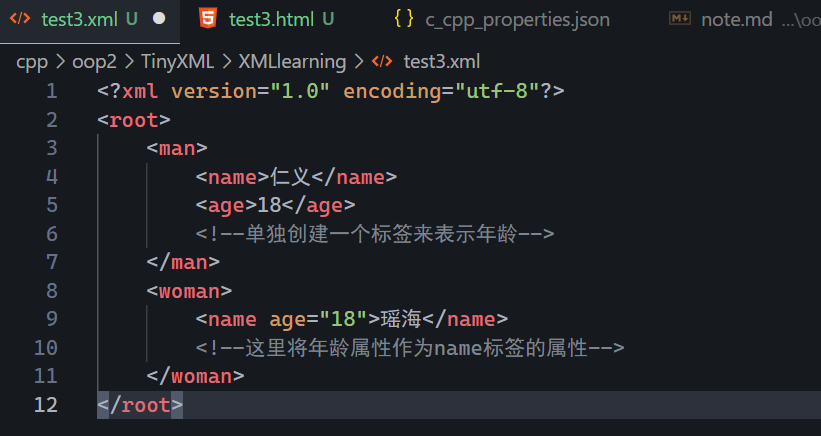 test3.xml U test3.html U c_cpp_properties.json note.md ...\oo
cpp > oop2 > TinyXML > XMLlearning > test3.xml
1 <?xml version="1.0" encoding="utf-8"?>
2 <root>
3 <man>
4 <name>仁义</name>
5 <age>18</age>
6 <!--单独创建一个标签来表示年龄-->
7 </man>
8 <woman>
9 <name age="18">瑶海</name>
10 <!--这里将年龄属性作为name标签的属性-->
11 </woman>
12 </root>